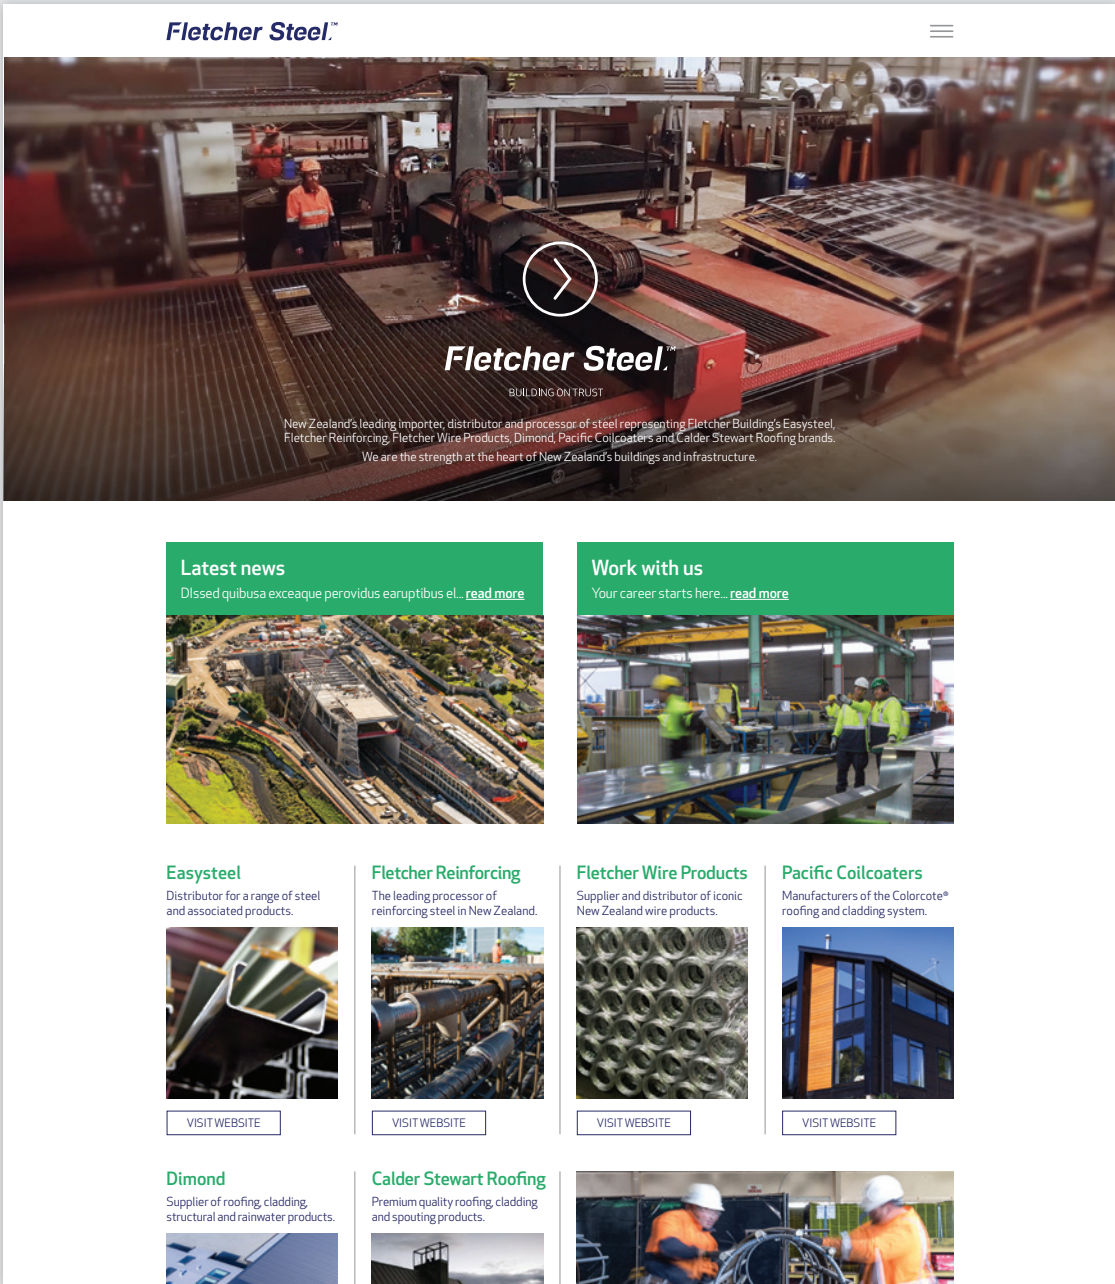 Fletcher Steel.™
Fletcher Steel.™
BUILDING ON TRUST
New Zealand's leading importer, distributor and processor of steel representing Fletcher Building's Easysteel,
Fletcher Reinforcing, Fletcher Wire Products, Dimond, Pacific Coilcoaters and Calder Stewart Roofing brands.
We are the strength at the heart of New Zealand's buildings and infrastructure.
Latest news
DIssed quibusa exceaque perovidus earuptibus el... read more
Work with us
Your career starts here... read more
Easysteel
Distributor for a range of steel
and associated products.
VISIT WEBSITE
Fletcher Reinforcing
The leading processor of
reinforcing steel in New Zealand.
VISIT WEBSITE
Fletcher Wire Products
Supplier and distributor of iconic
New Zealand wire products.
VISIT WEBSITE
Pacific Coilcoaters
Manufacturers of the Colorcote®
roofing and cladding system.
VISIT WEBSITE
Dimond
Supplier of roofing, cladding,
structural and rainwater products.
Calder Stewart Roofing
Premium quality roofing, cladding
and spouting products.